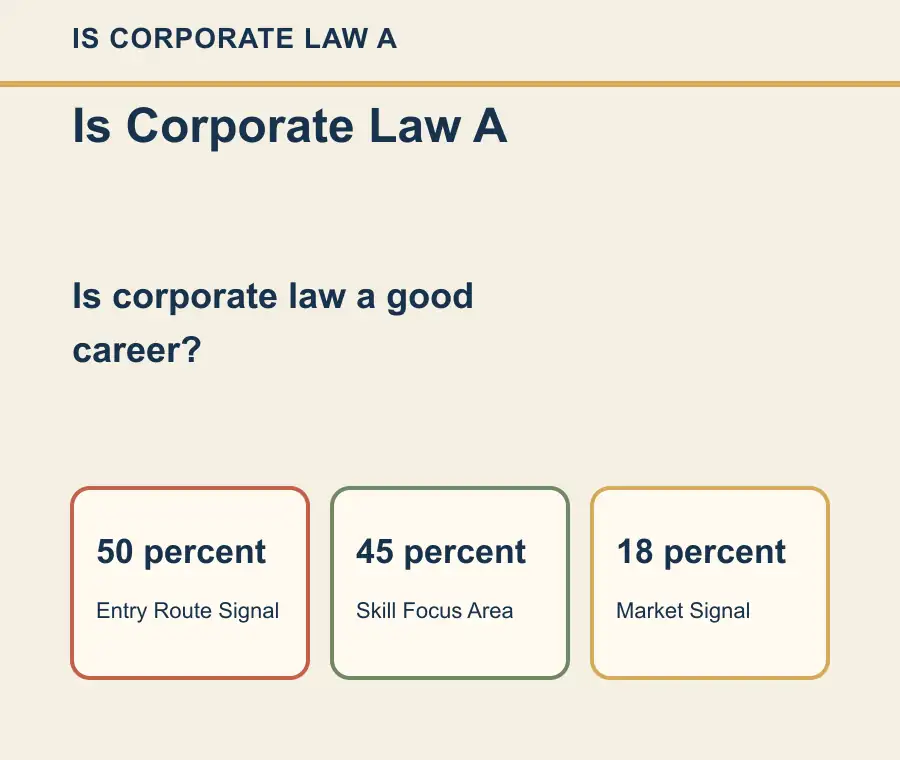 IS CORPORATE LAW A
Is Corporate Law A
Is corporate law a good
career?
50 percent
Entry Route Signal
45 percent
Skill Focus Area
18 percent
Market Signal